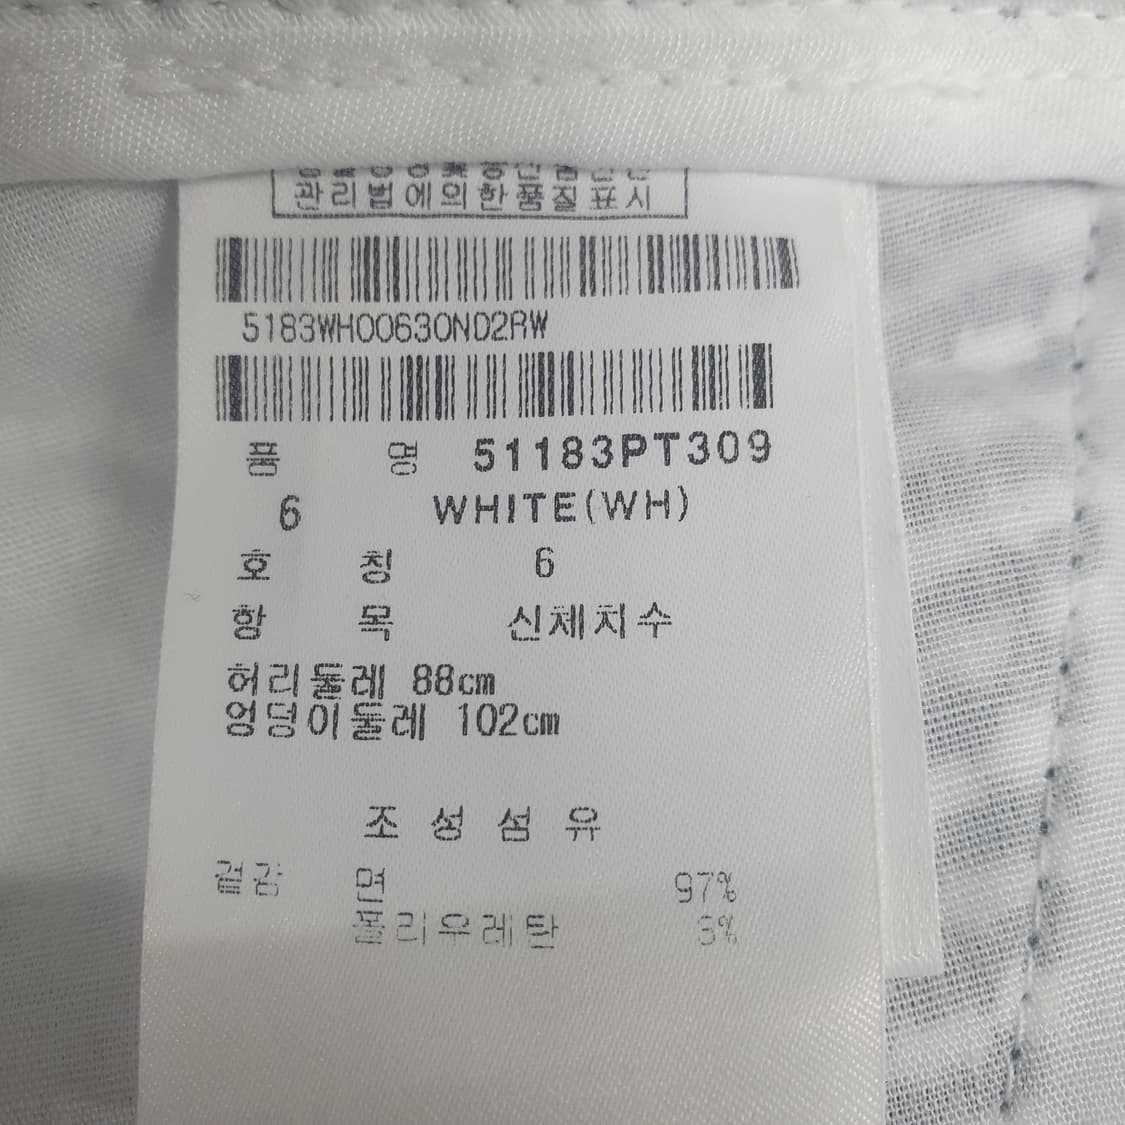 관리법에의한품질표시
5183WH00630ND2RW
품 명 51183PT309
6 WHITE(WH)
호 칭 6
항 목 신체치수
허리둘레 88cm
엉덩이둘레 102cm
조성섬유
겉감 면 97%
폴리우레탄 3%